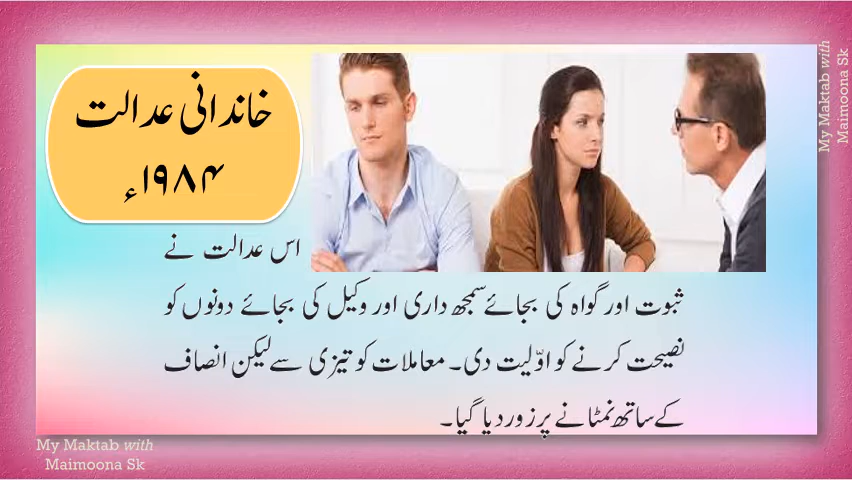 خاندانی عدالت
۱۹۸۴ء
اس عدالت نے
ثبوت اور گواہ کی بجائے سمجھ داری اور وکیل کی بجائے دونوں کو
نصیحت کرنے کو اوّلیت دی۔ معاملات کو تیزی سے لیکن انصاف
کے ساتھ نمٹانے پر زور دیا گیا۔
My Maktab with
Maimoona Sk
My Maktab with
Maimoona Sk